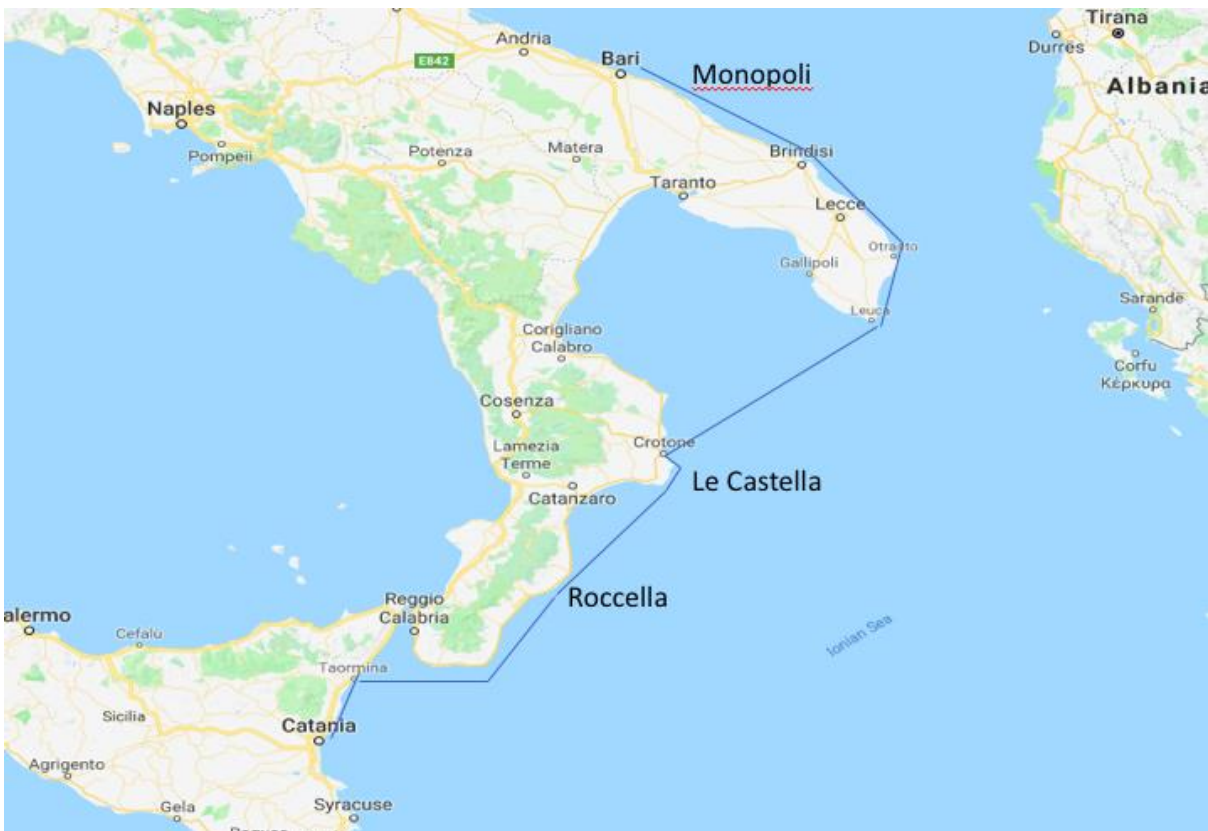 Tirana
Durres
Andria
Bari
E842
Monopoli
Albania
Naples
Pompeii
Potenza
Matera
Brindisi
Taranto
Lecce
Otranto
Gallipoli
Leuca
Sarandë
Corigliano
Calabro
Corfu
Κέρκυρα
Cosenza
Lamezia
Terme
Crotone
Le Castella
Catanzaro
Roccella
Reggio
Calabria
alermo
Cefalù
Ionian Sea
Taormina
Sicilia
Catania
Agrigento
Gela
Syracuse